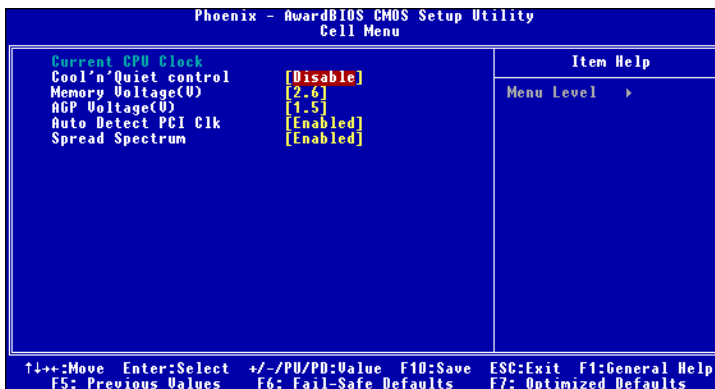 Phoenix - AwardBIOS CMOS Setup Utility
Cell Menu
Current CPU Clock
Cool'n'Quiet control [Disable]
Memory Voltage(V) [2.6]
AGP Voltage(V) [1.5]
Auto Detect PCI Clk [Enabled]
Spread Spectrum [Enabled]
Item Help
Menu Level ▸
↑↓→←:Move Enter:Select +/-/PU/PD:Value F10:Save ESC:Exit F1:General Help
F5: Previous Values F6: Fail-Safe Defaults F7: Optimized Defaults